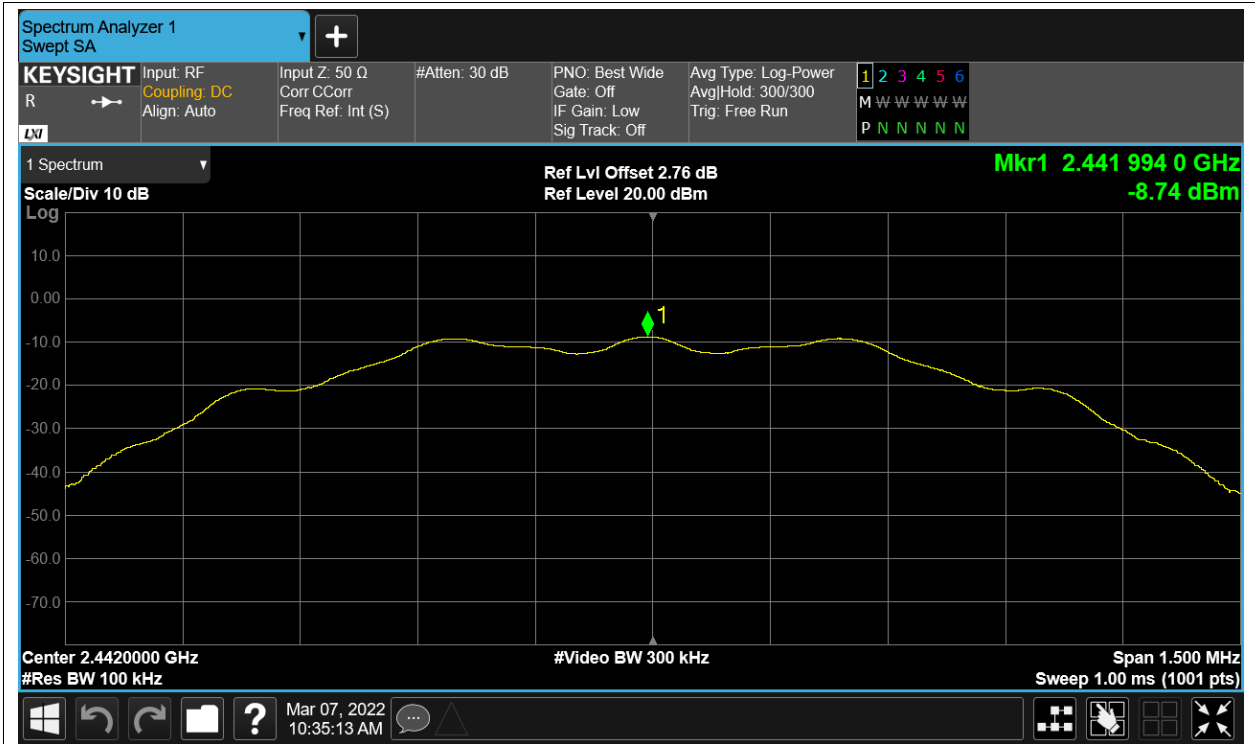 Spectrum Analyzer 1
Swept SA
KEYSIGHT
R
LXI
Input: RF
Coupling: DC
Align: Auto
Input Z: 50 Ω
Corr CCorr
Freq Ref: Int (S)
#Atten: 30 dB
PNO: Best Wide
Gate: Off
IF Gain: Low
Sig Track: Off
Avg Type: Log-Power
Avg|Hold: 300/300
Trig: Free Run
1 2 3 4 5 6
M W W W W W
P N N N N N
1 Spectrum
Scale/Div 10 dB
Log
Ref Lvl Offset 2.76 dB
Ref Level 20.00 dBm
Mkr1 2.441 994 0 GHz
-8.74 dBm
10.0
0.00
-10.0
-20.0
-30.0
-40.0
-50.0
-60.0
-70.0
1
Center 2.4420000 GHz
#Res BW 100 kHz
#Video BW 300 kHz
Span 1.500 MHz
Sweep 1.00 ms (1001 pts)
?
Mar 07, 2022
10:35:13 AM